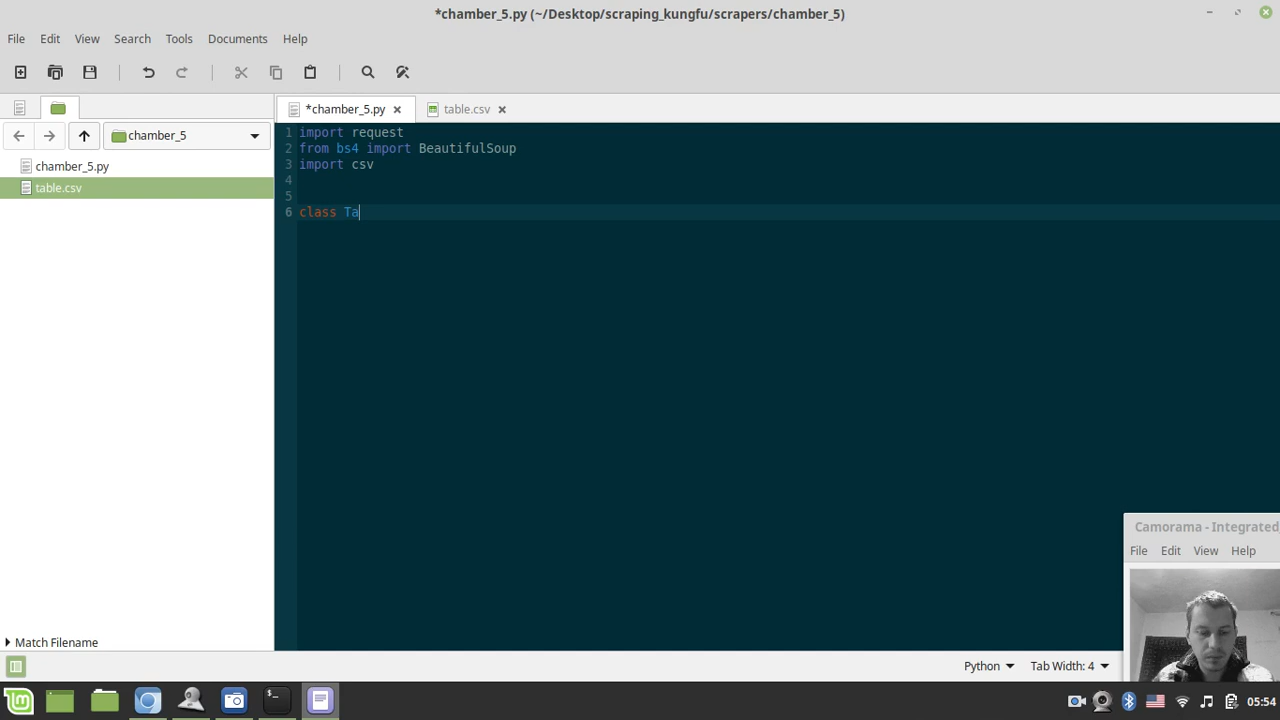 *chamber_5.py (~/Desktop/scraping_kungfu/scrapers/chamber_5)
File Edit View Search Tools Documents Help
*chamber_5.py table.csv
chamber_5
chamber_5.py
table.csv
1 import request
2 from bs4 import BeautifulSoup
3 import csv
4
5
6 class Ta
Camorama - Integrated
File Edit View Help
Match Filename
Python Tab Width: 4
05:54